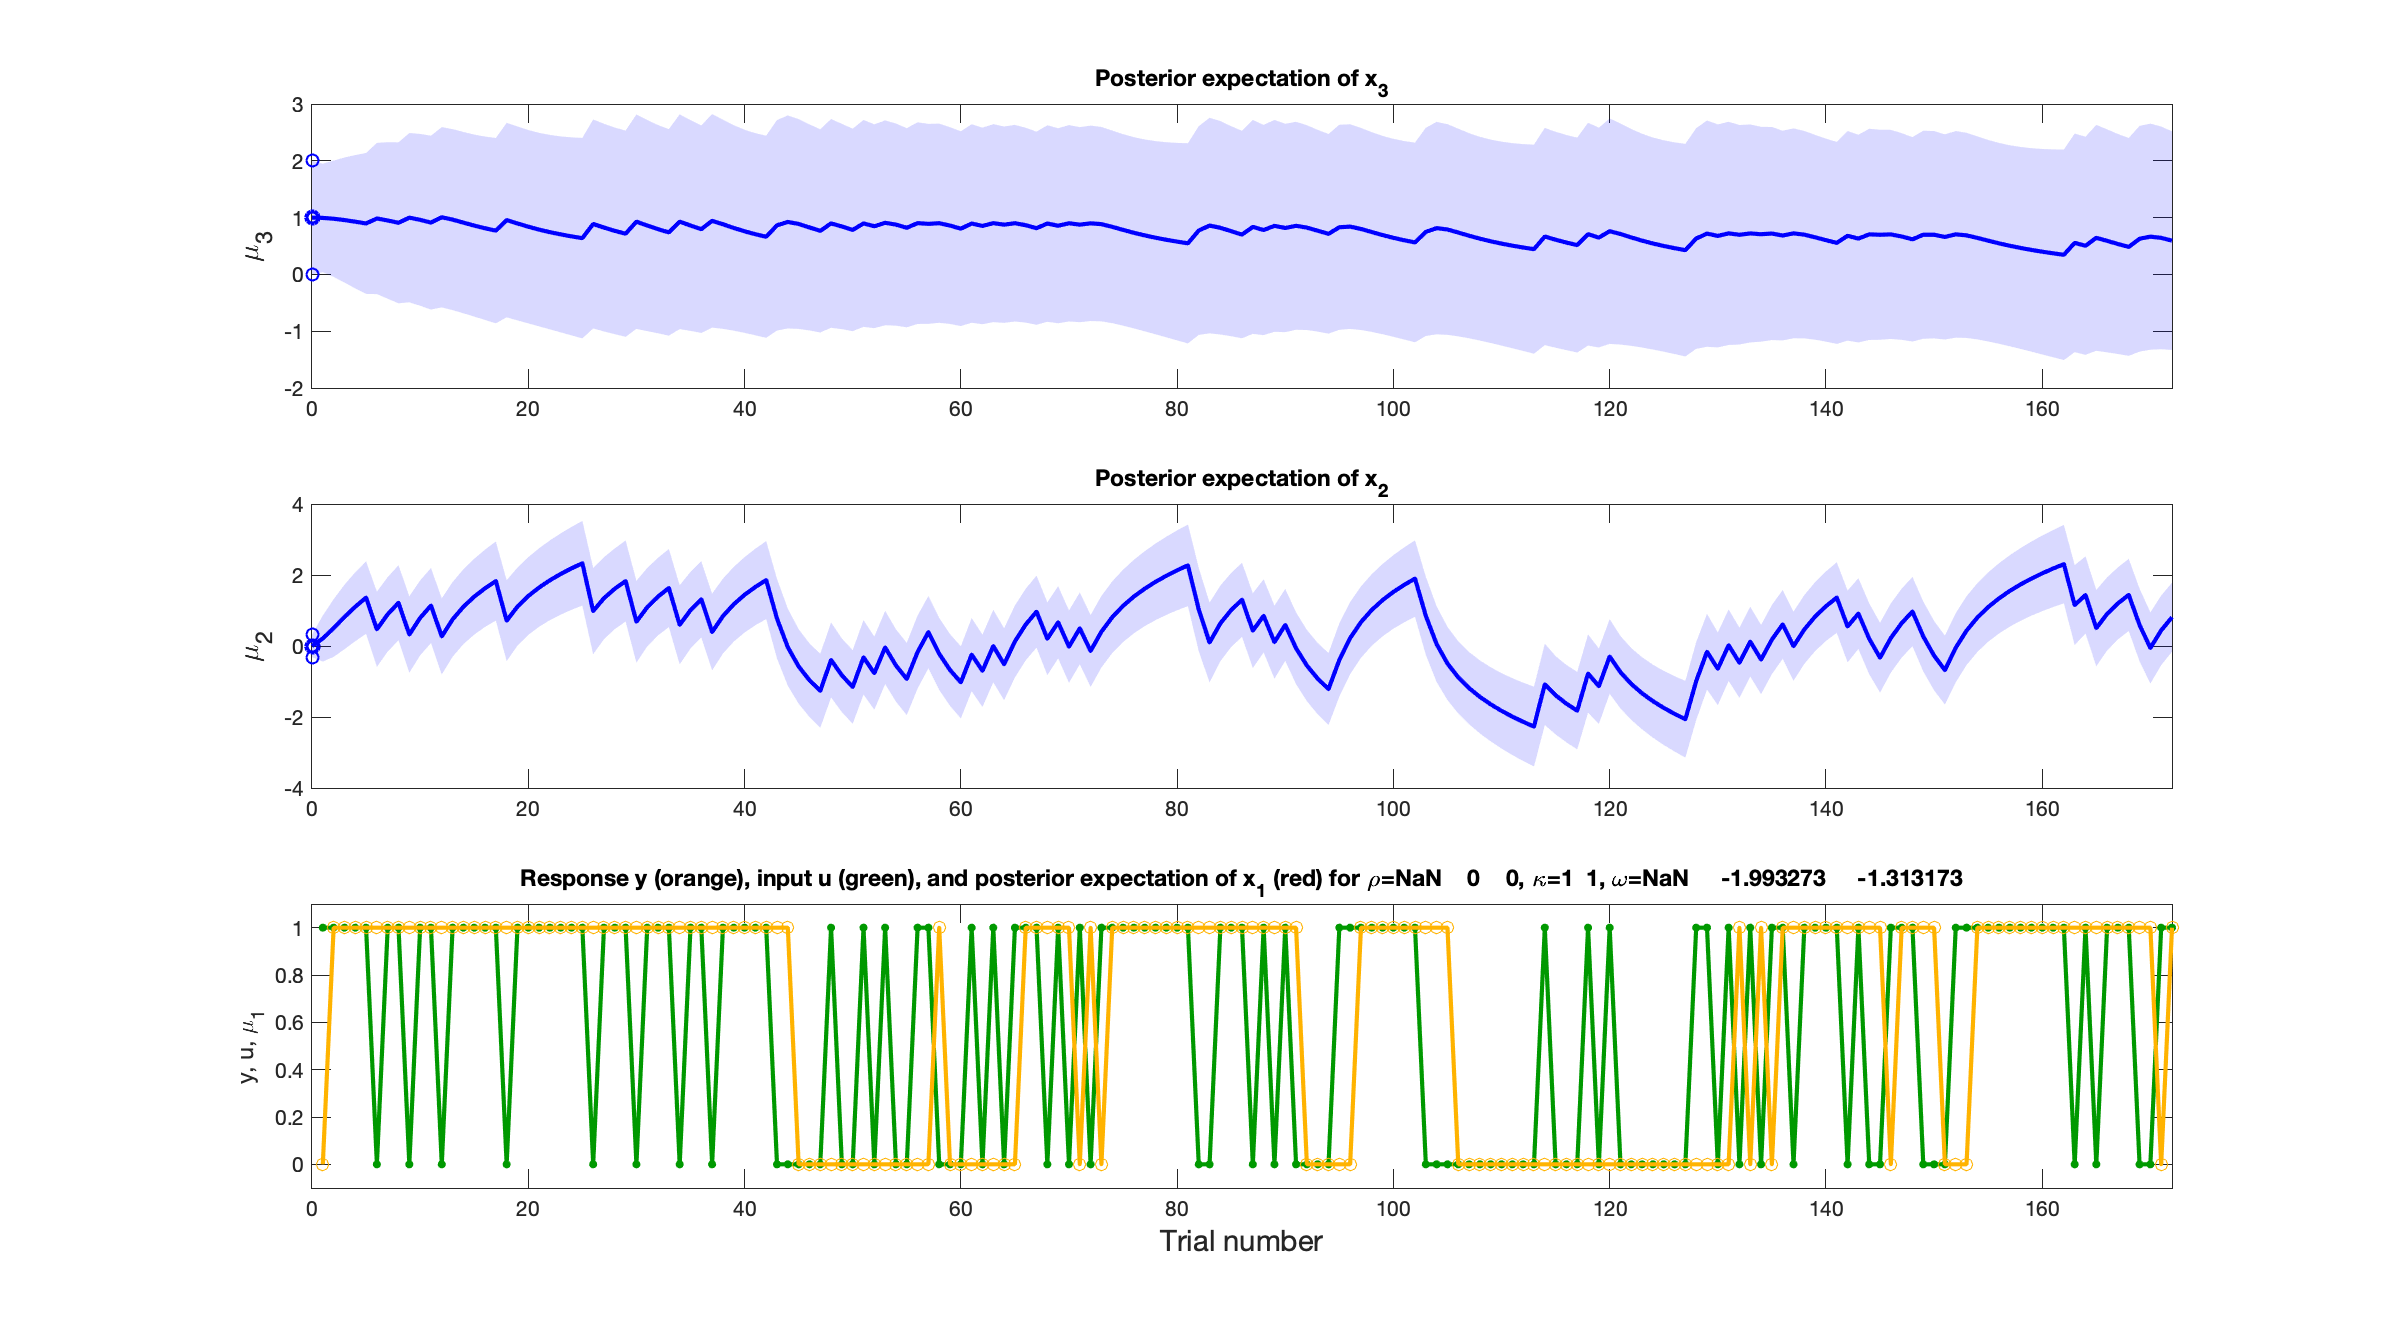 Posterior expectation of x3
3
2
1
0
-1
-2
μ3
0 20 40 60 80 100 120 140 160
Posterior expectation of x2
4
2
0
-2
-4
μ2
0 20 40 60 80 100 120 140 160
Response y (orange), input u (green), and posterior expectation of x1 (red) for ρ=NaN 0 0, κ=1 1, ω=NaN -1.993273 -1.313173
1
0.8
0.6
0.4
0.2
0
y, u, μ1
0 20 40 60 80 100 120 140 160
Trial number